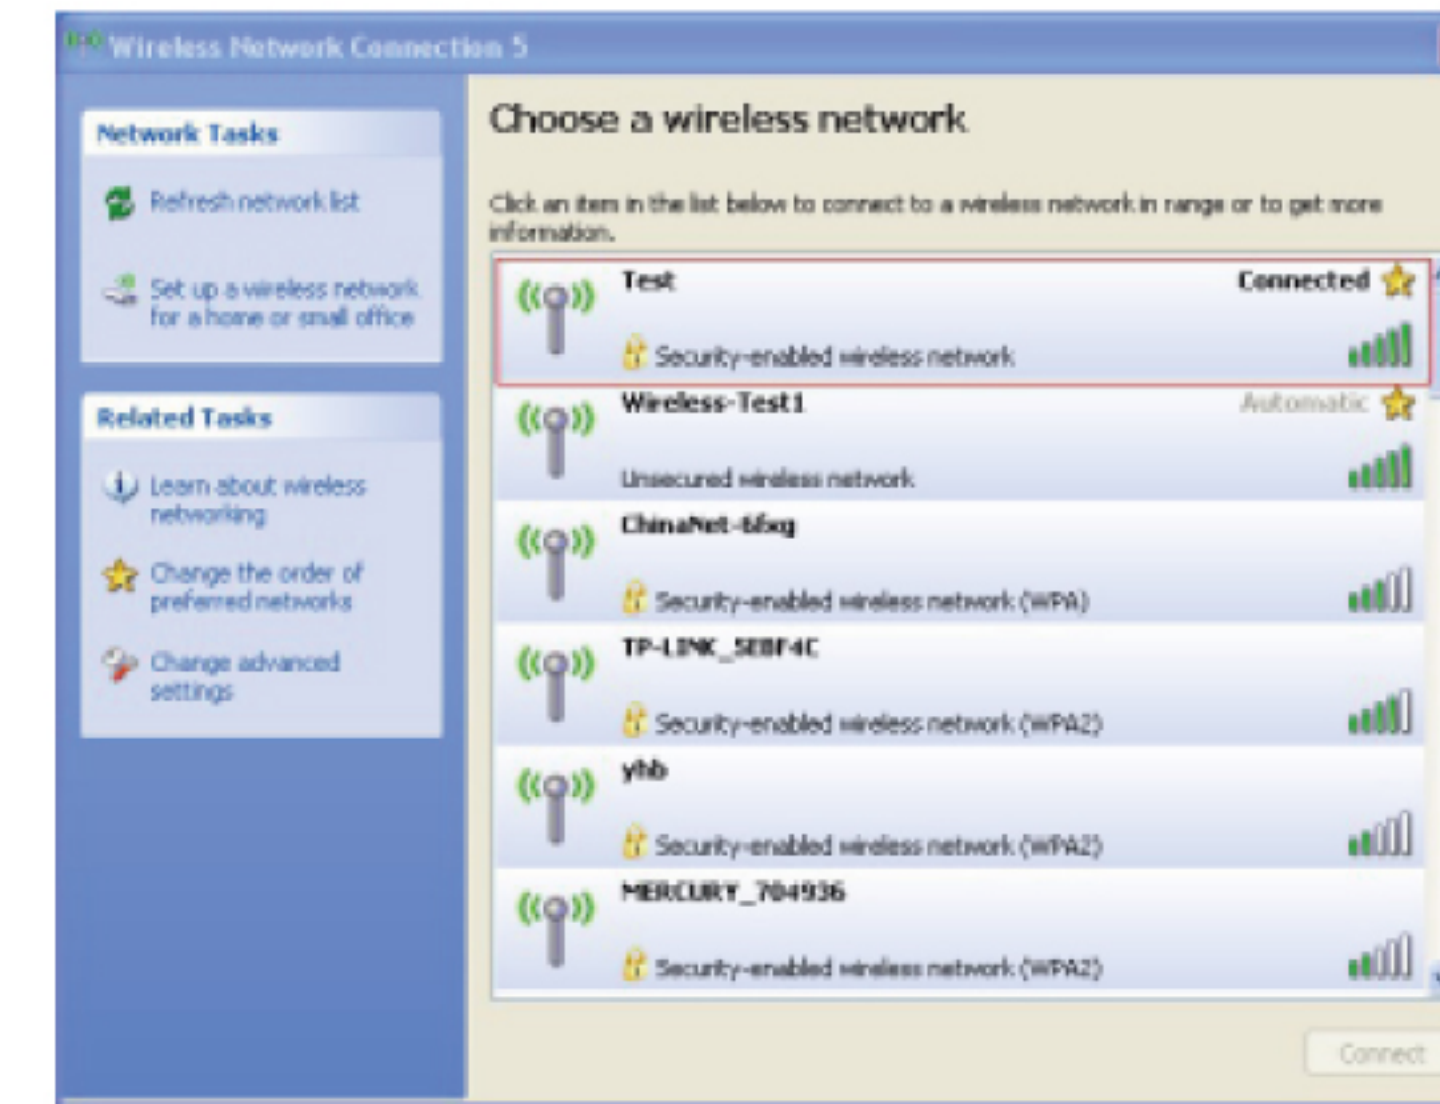 Wireless Network Connection 5
Network Tasks
Refresh network list
Set up a wireless network
for a home or small office
Related Tasks
Learn about wireless
networking
Change the order of
preferred networks
Change advanced
settings
Choose a wireless network
Click an item in the list below to connect to a wireless network in range or to get more
information.
Test
Connected
Security-enabled wireless network
Wireless-Test1
Automatic
Unsecured wireless network
ChinaNet-6fxg
Security-enabled wireless network (WPA)
TP-LINK_5EBF4C
Security-enabled wireless network (WPA2)
yhb
Security-enabled wireless network (WPA2)
MERCURY_704936
Security-enabled wireless network (WPA2)
Connect